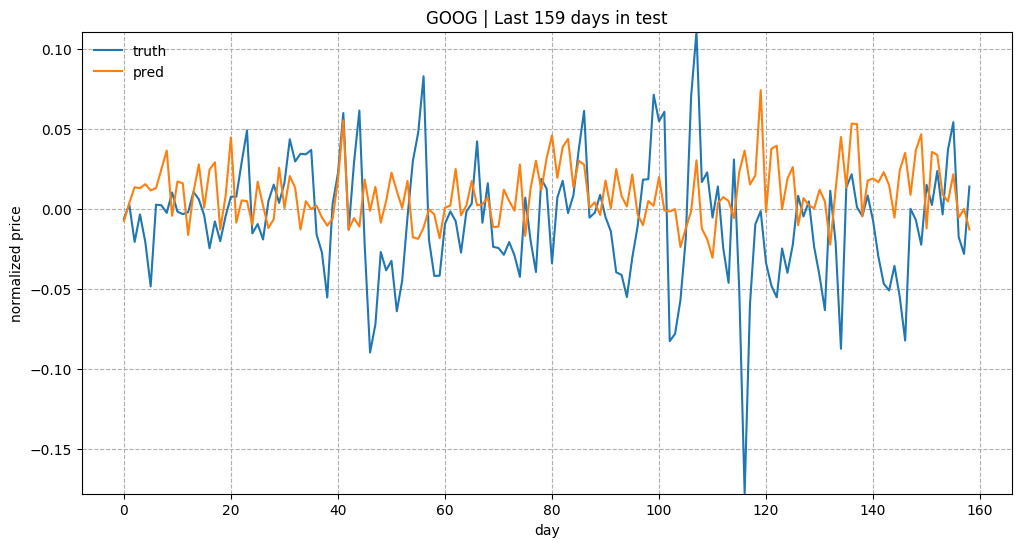 GOOG | Last 159 days in test
truth
pred
normalized price
0.10
0.05
0.00
−0.05
−0.10
−0.15
0 20 40 60 80 100 120 140 160
day